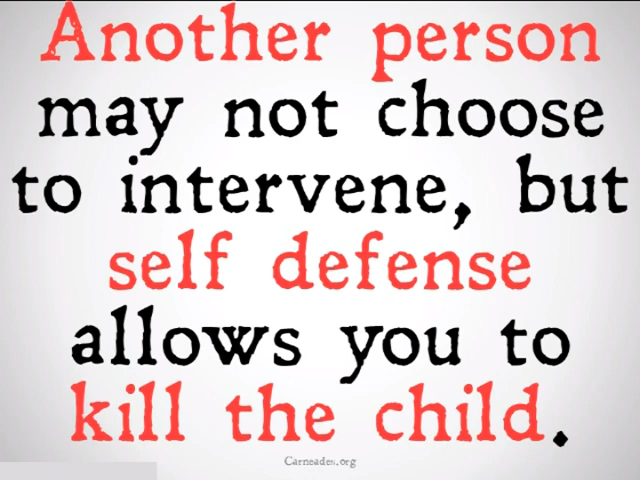 Another person
may not choose
to intervene, but
self defense
allows you to
kill the child.
Carneades.org